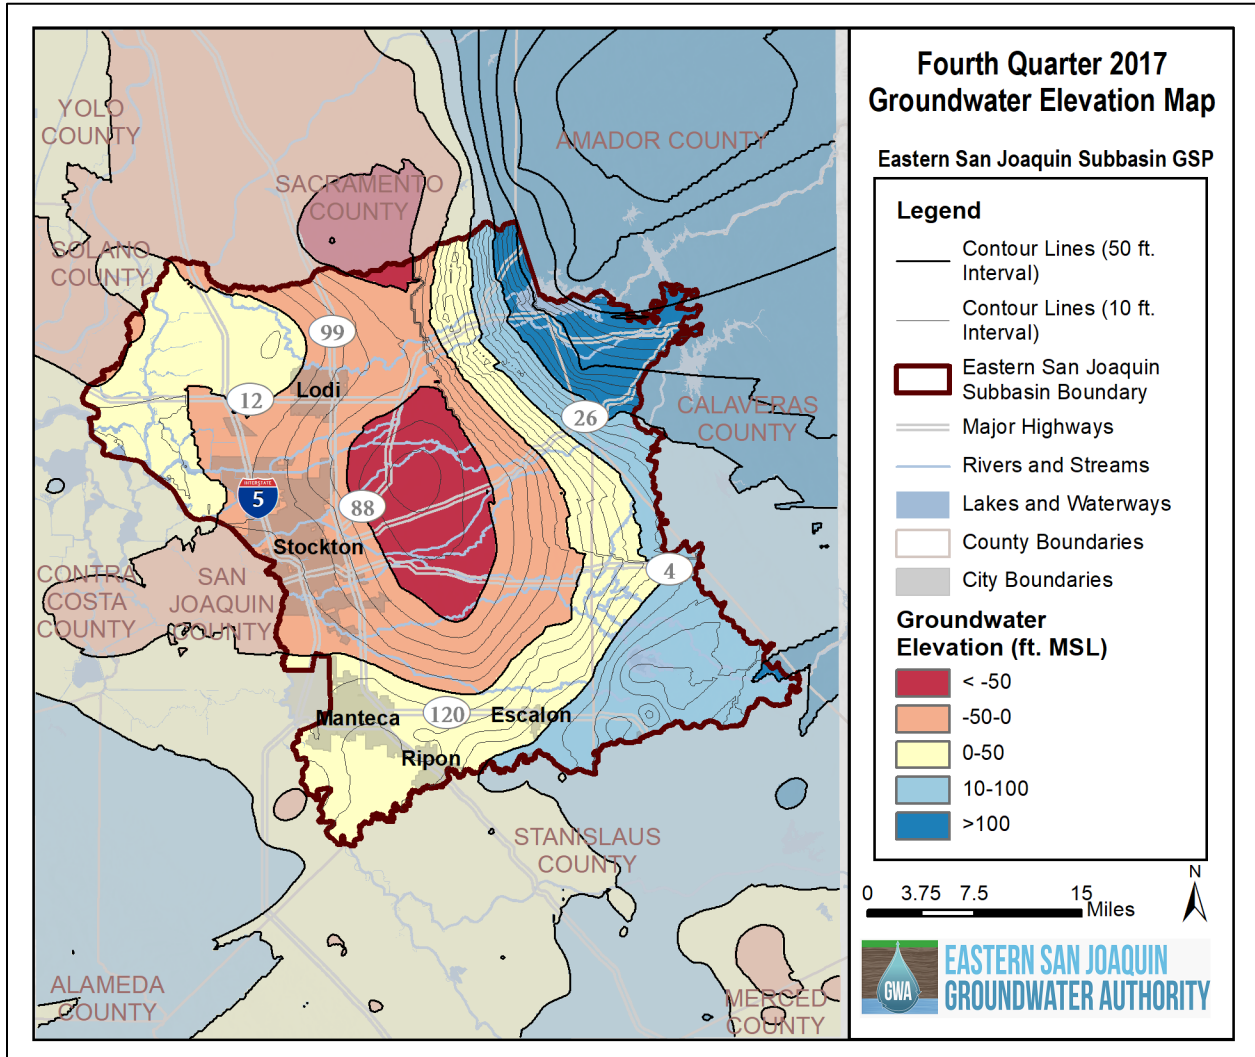 YOLO
COUNTY
AMADOR COUNTY
SACRAMENTO
COUNTY
SOLANO
COUNTY
99
Lodi
12
26
CALAVERAS
COUNTY
INTERSTATE
5
88
Stockton
4
CONTRA
COSTA
COUNTY
SAN
JOAQUIN
COUNTY
Manteca
120
Escalon
Ripon
STANISLAUS
COUNTY
ALAMEDA
COUNTY
MERCED
COUNTY
Fourth Quarter 2017
Groundwater Elevation Map
Eastern San Joaquin Subbasin GSP
Legend
Contour Lines (50 ft.
Interval)
Contour Lines (10 ft.
Interval)
Eastern San Joaquin
Subbasin Boundary
Major Highways
Rivers and Streams
Lakes and Waterways
County Boundaries
City Boundaries
Groundwater
Elevation (ft. MSL)
< -50
-50-0
0-50
10-100
>100
N
0 3.75 7.5 15
Miles
GWA
EASTERN SAN JOAQUIN
GROUNDWATER AUTHORITY